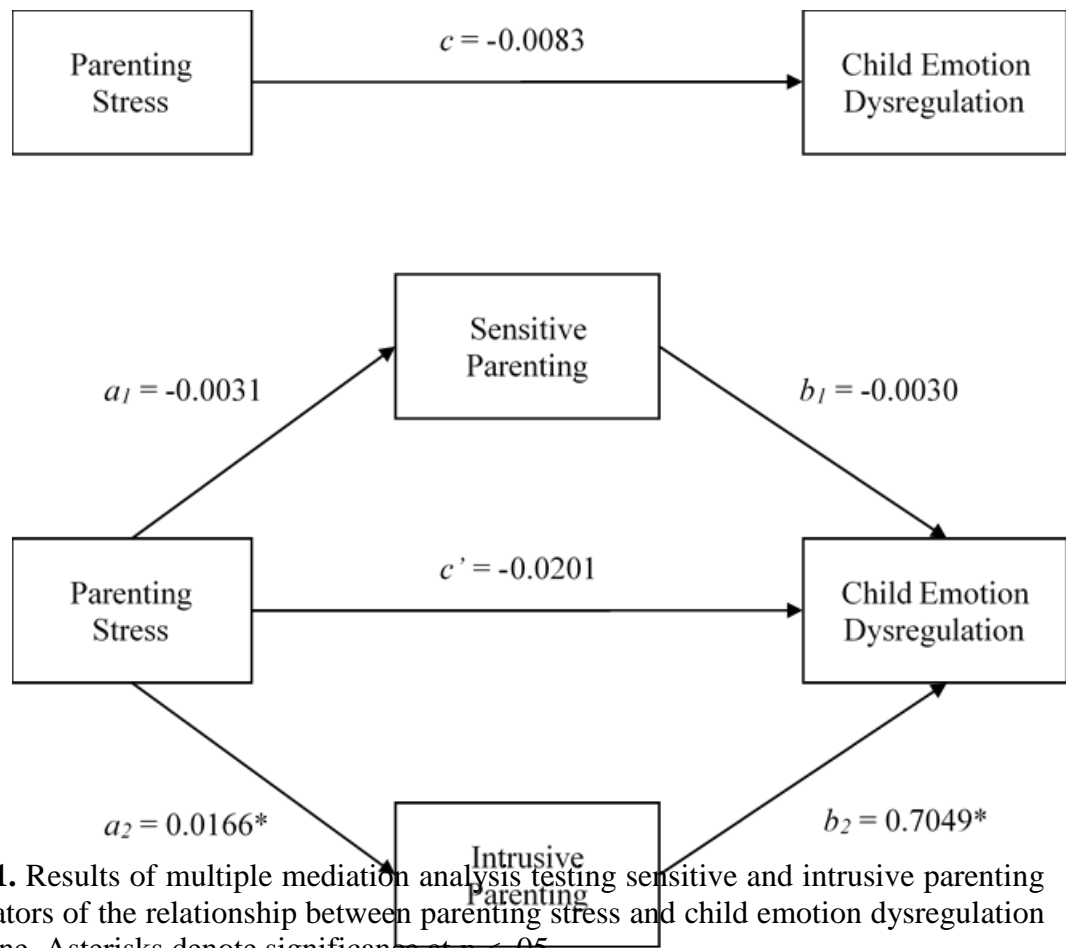 c = -0.0083
Parenting
Stress
Child Emotion
Dysregulation
Sensitive
Parenting
a1 = -0.0031
b1 = -0.0030
c’ = -0.0201
Parenting
Stress
Child Emotion
Dysregulation
a2 = 0.0166*
b2 = 0.7049*
Intrusive
Parenting
1. Results of multiple mediation analysis testing sensitive and intrusive parenting
ators of the relationship between parenting stress and child emotion dysregulation
ne. Asterisks denote significance at p < .05